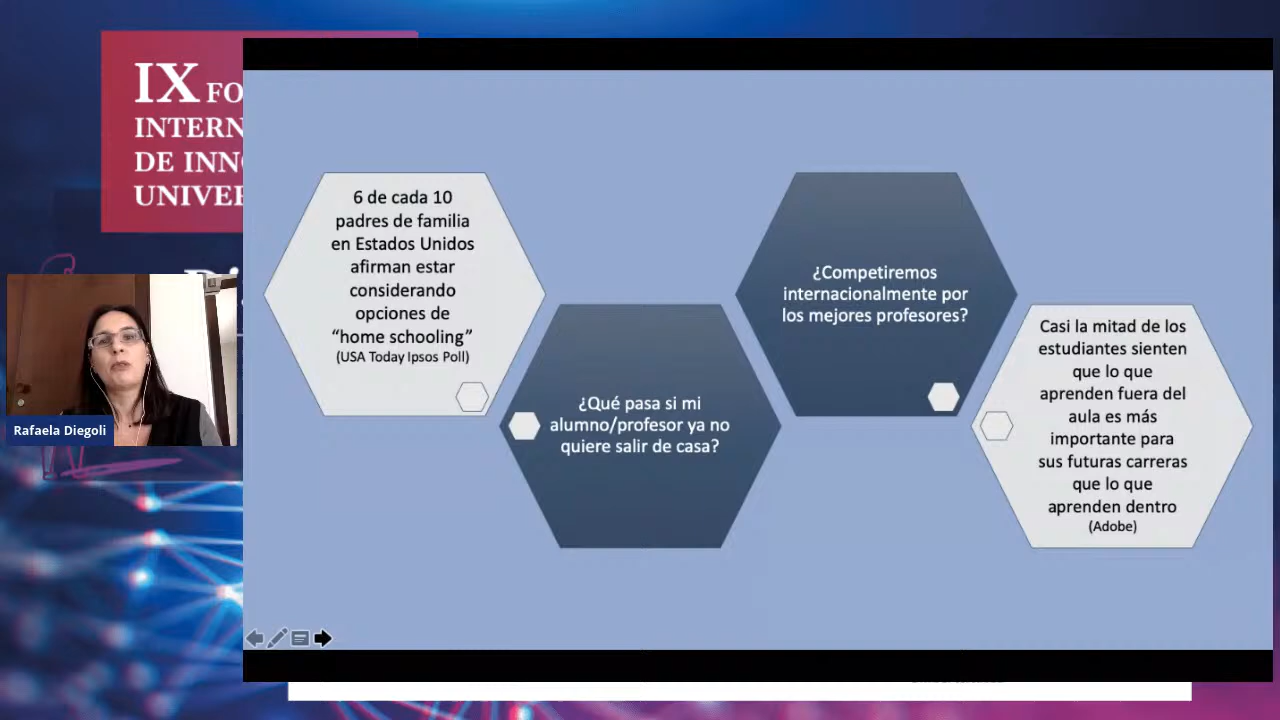 IX FO
INTERN
DE INN
UNIVER
6 de cada 10
padres de familia
en Estados Unidos
afirman estar
considerando
opciones de
“home schooling”
(USA Today Ipsos Poll)
¿Qué pasa si mi
alumno/profesor ya no
quiere salir de casa?
¿Competiremos
internacionalmente por
los mejores profesores?
Casi la mitad de los
estudiantes sienten
que lo que
aprenden fuera del
aula es más
importante para
sus futuras carreras
que lo que
aprenden dentro
(Adobe)
Rafaela Diegoli